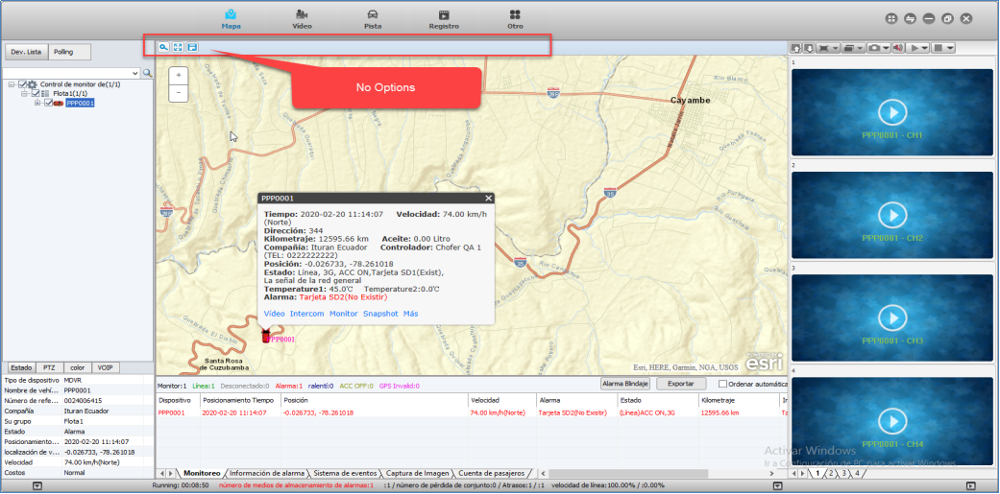 Mapa
Vídeo
Pista
Registro
Otro
Dev. Lista
Polling
Control de monitor de(1/1)
Flota1(1/1)
PPP0001
No Options
+
−
Cayambe
Rio Blanco
35
PPP0001
Tiempo: 2020-02-20 11:14:07 Velocidad: 74.00 km/h
(Norte)
Dirección: 344
Kilometraje: 12595.66 km Aceite: 0.00 Litro
Compañía: Ituran Ecuador Controlador: Chofer QA 1
(TEL: 0222222222)
Posición: -0.026733, -78.261018
Estado: Línea, 3G, ACC ON,Tarjeta SD1(Exist),
La señal de la red general
Temperature1: 45.0℃ Temperature2:0.0℃
Alarma: Tarjeta SD2(No Existir)
Vídeo Intercom Monitor Snapshot Más
PPP0001
Quebrada El Diablo
Santa Rosa
de Cuzubamba
Esri, HERE, Garmin, NGA, USGS
esri
1
PPP0001 - CH1
2
PPP0001 - CH2
3
PPP0001 - CH3
4
PPP0001 - CH4
1 2 3 4
Estado PTZ color VOIP
Tipo de dispositivo MDVR
Nombre de vehí... PPP0001
Número de refe... 0024006415
Compañía Ituran Ecuador
Su grupo Flota1
Estado Alarma
Posicionamiento... 2020-02-20 11:14:07
localización de v... -0.026733, -78.261018
Velocidad 74.00 km/h(Norte)
Costos Normal
Monitor:1 Línea:1 Desconectado:0 Alarma:1 ralentí:0 ACC OFF:0 GPS Invalid:0
Alarma Blindaje Exportar Ordenar automática
Dispositivo Posicionamiento Tiempo Posición Velocidad Alarma Estado Kilometraje In
PPP0001 2020-02-20 11:14:07 -0.026733, -78.261018 74.00 km/h(Norte) Tarjeta SD2(No Existir) (Línea)ACC ON,3G 12595.66 km Ta
Monitoreo Información de alarma Sistema de eventos Captura de Imagen Cuenta de pasajeros
Activar Windows
Ir a Configuración de PC para activar Windows.
Running: 00:08:50 número de medios de almacenamiento de alarmas:1 :1 / número de pérdida de conjunto:0 / Atrasos:1 / :1 velocidad de línea:100.00% / :0.00%